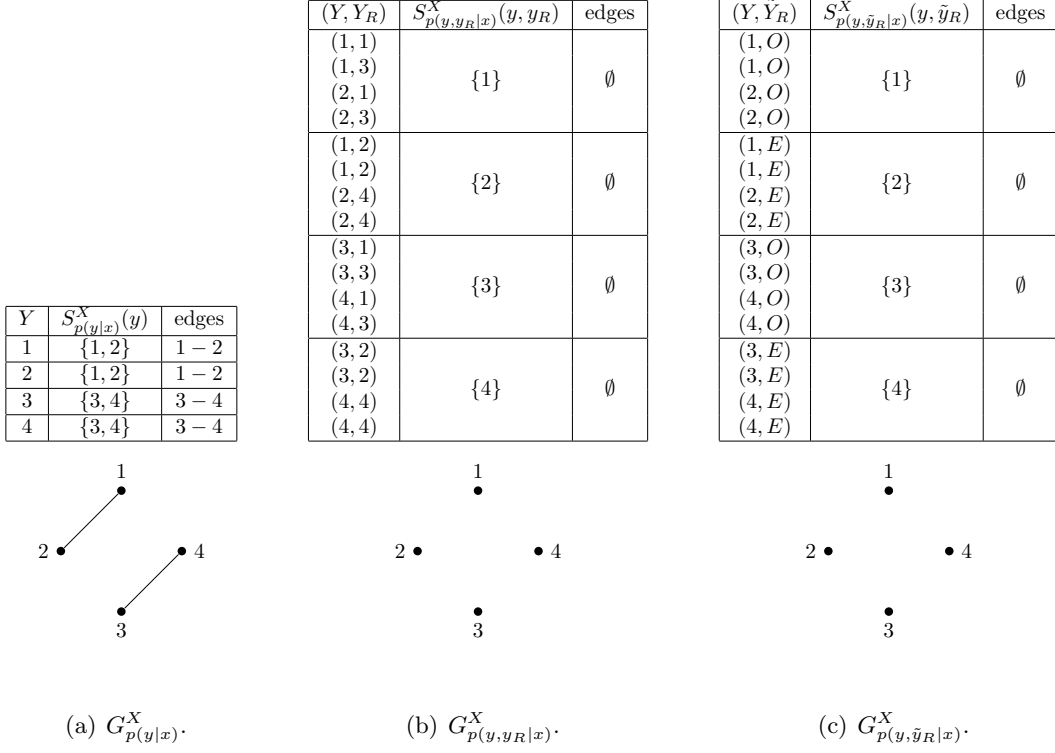 Y S^X_{p(y|x)}(y) edges
1 {1, 2} 1 − 2
2 {1, 2} 1 − 2
3 {3, 4} 3 − 4
4 {3, 4} 3 − 4
1
2
4
3
(a) G^X_{p(y|x)}.
(Y, Y_R) S^X_{p(y,y_R|x)}(y, y_R) edges
(1, 1)
(1, 3)
{1} ∅
(2, 1)
(2, 3)
(1, 2)
(1, 2)
{2} ∅
(2, 4)
(2, 4)
(3, 1)
(3, 3)
{3} ∅
(4, 1)
(4, 3)
(3, 2)
(3, 2)
{4} ∅
(4, 4)
(4, 4)
1
2
4
3
(b) G^X_{p(y,y_R|x)}.
(Y, Ỹ_R) S^X_{p(y,ỹ_R|x)}(y, ỹ_R) edges
(1, O)
(1, O)
{1} ∅
(2, O)
(2, O)
(1, E)
(1, E)
{2} ∅
(2, E)
(2, E)
(3, O)
(3, O)
{3} ∅
(4, O)
(4, O)
(3, E)
(3, E)
{4} ∅
(4, E)
(4, E)
1
2
4
3
(c) G^X_{p(y,ỹ_R|x)}.